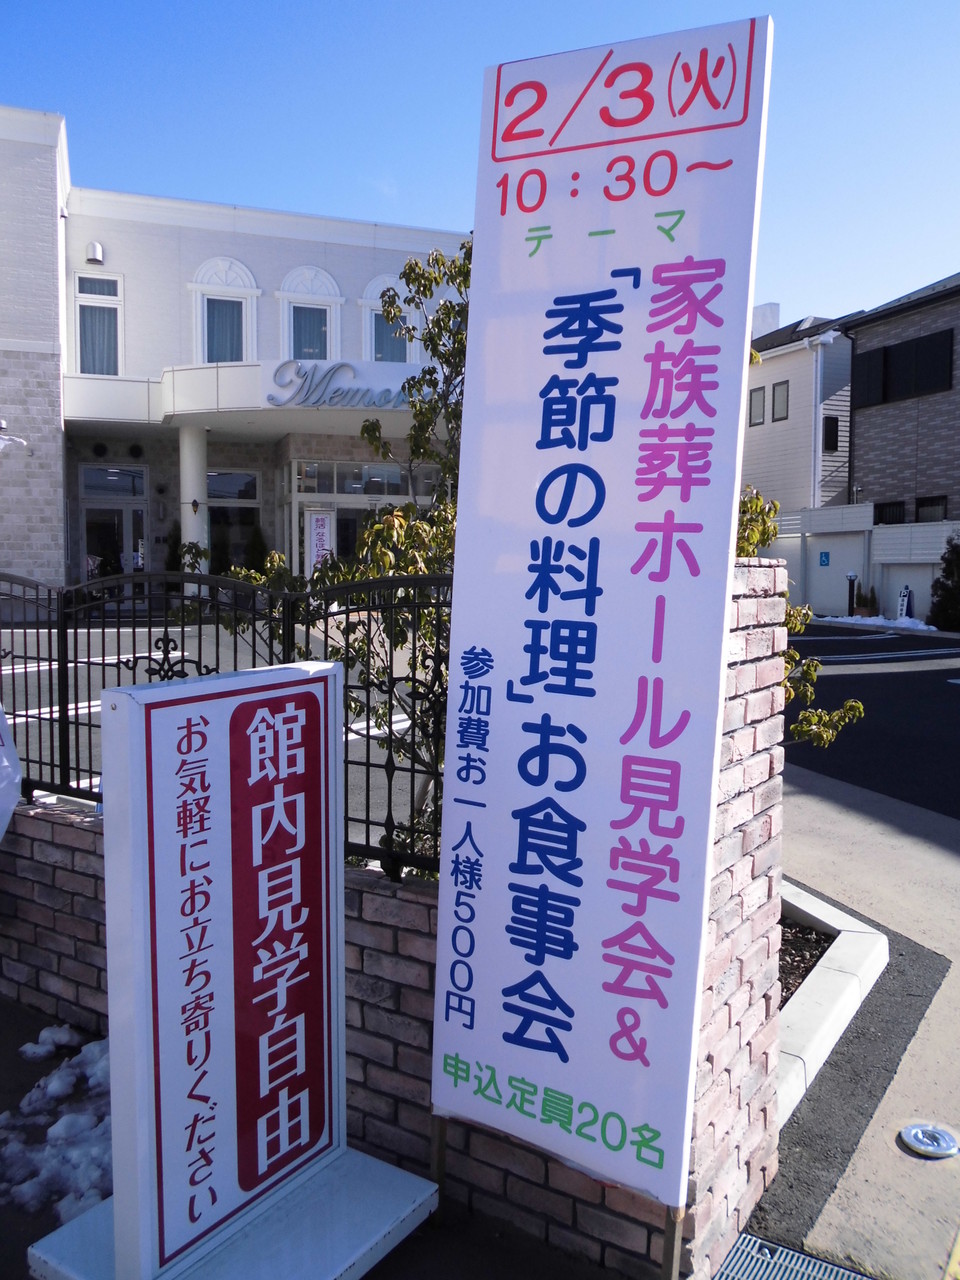 2/3(火)
10：30～
テーマ
家族葬ホール見学会&
「季節の料理」お食事会
参加費お一人様500円
申込定員20名
館内見学自由
お気軽にお立ち寄りください